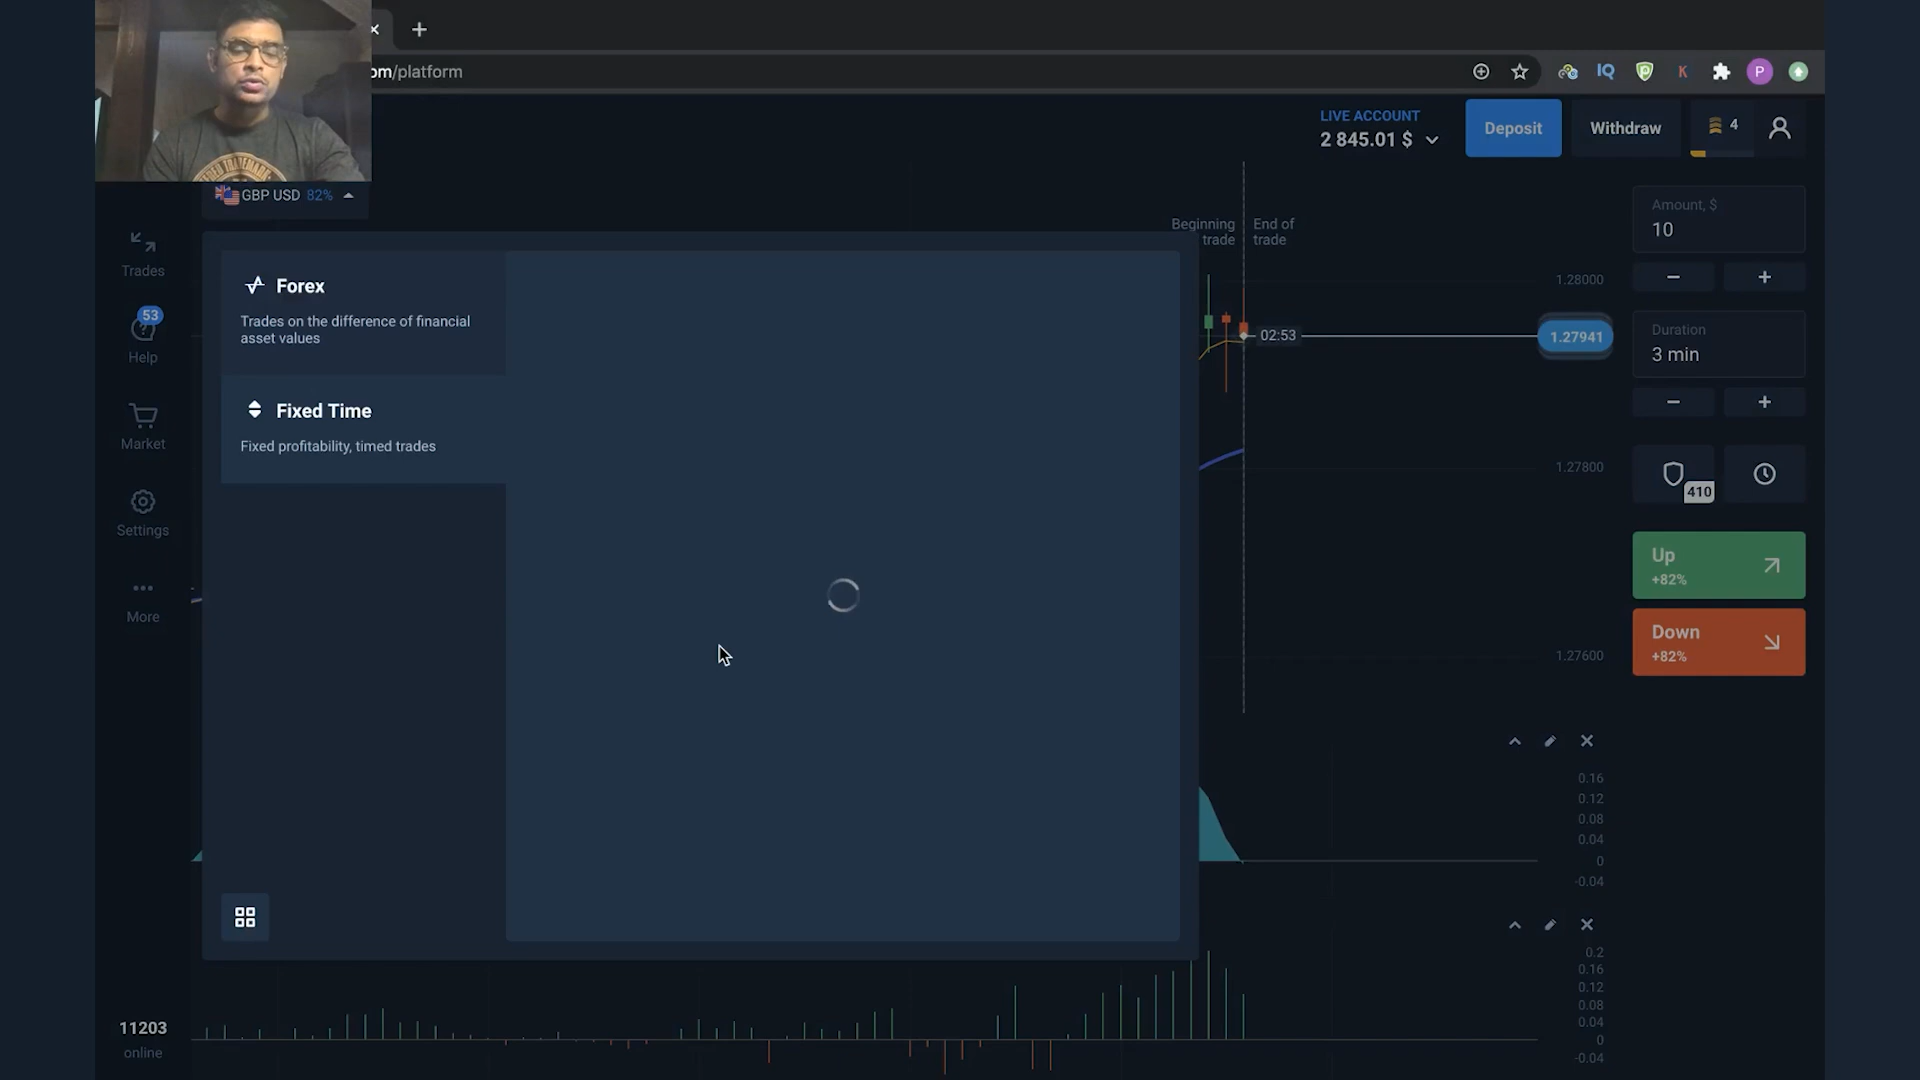 om/platform
IQ
K
P
LIVE ACCOUNT
2 845.01 $
Deposit
Withdraw
4
GBP USD 82%
Trades
53
Help
Market
Settings
More
11203
online
Forex
Trades on the difference of financial
asset values
Fixed Time
Fixed profitability, timed trades
Beginning
trade
End of
trade
02:53
1.28000
1.27941
1.27800
1.27600
Amount, $
10
Duration
3 min
410
Up
+82%
Down
+82%
0.16
0.12
0.08
0.04
0
-0.04
0.2
0.16
0.12
0.08
0.04
0
-0.04